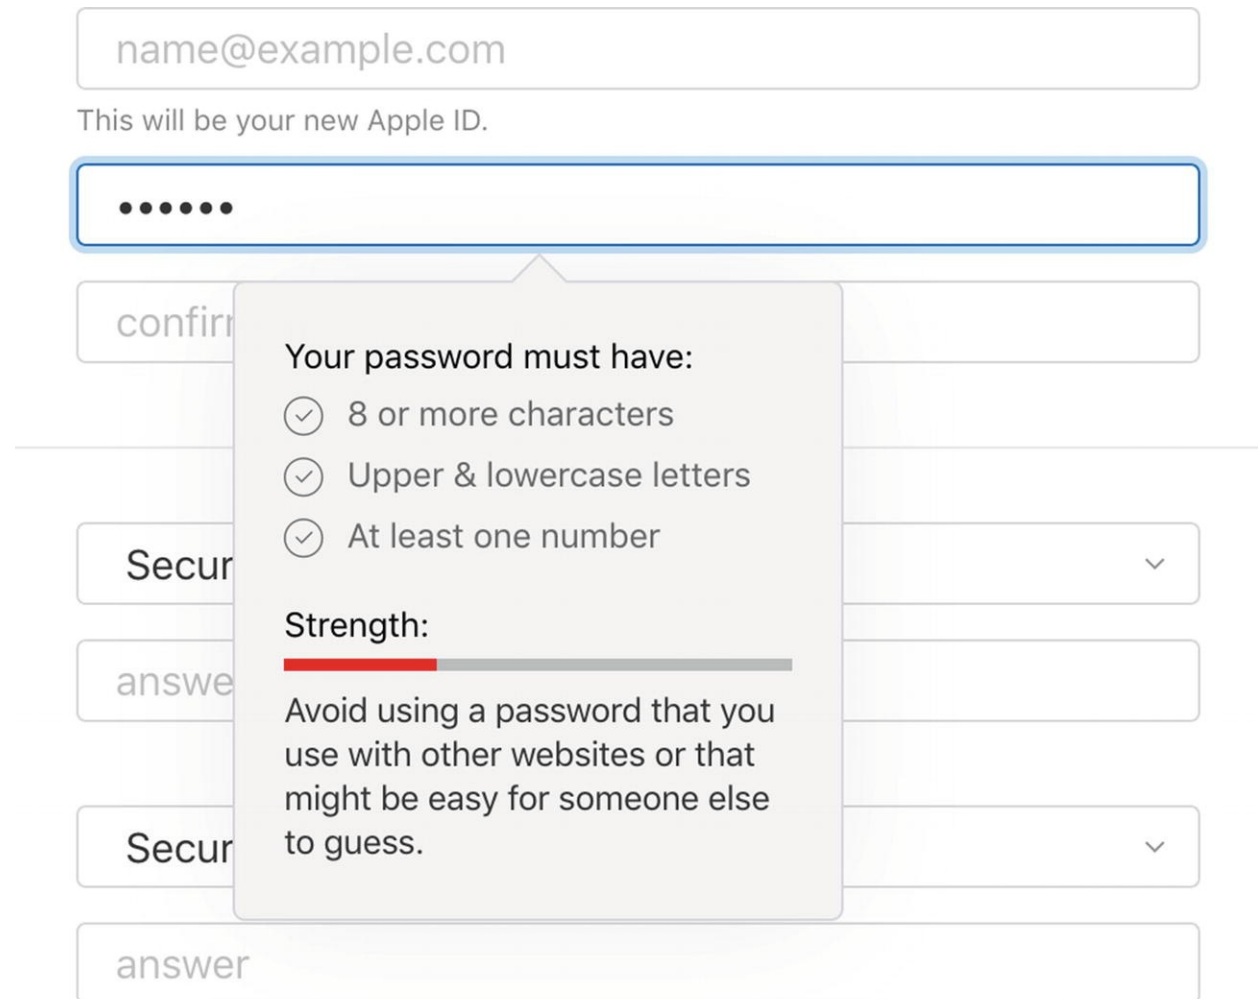 name@example.com
This will be your new Apple ID.
Your password must have:
8 or more characters
Upper & lowercase letters
At least one number
Secur
Strength:
answe
Avoid using a password that you
use with other websites or that
might be easy for someone else
to guess.
Secur
answer